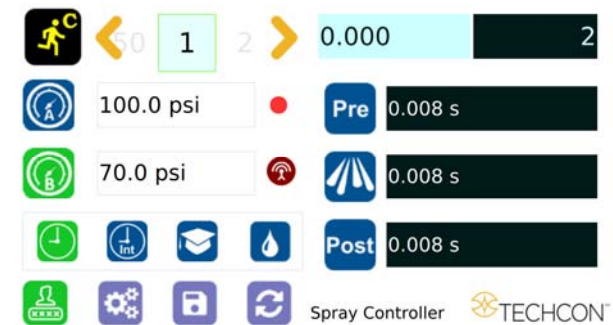 C
50 1 2 0.000 2
A 100.0 psi Pre 0.008 s
B 70.0 psi 0.008 s
Int Post 0.008 s
xxxx Spray Controller TECHCON